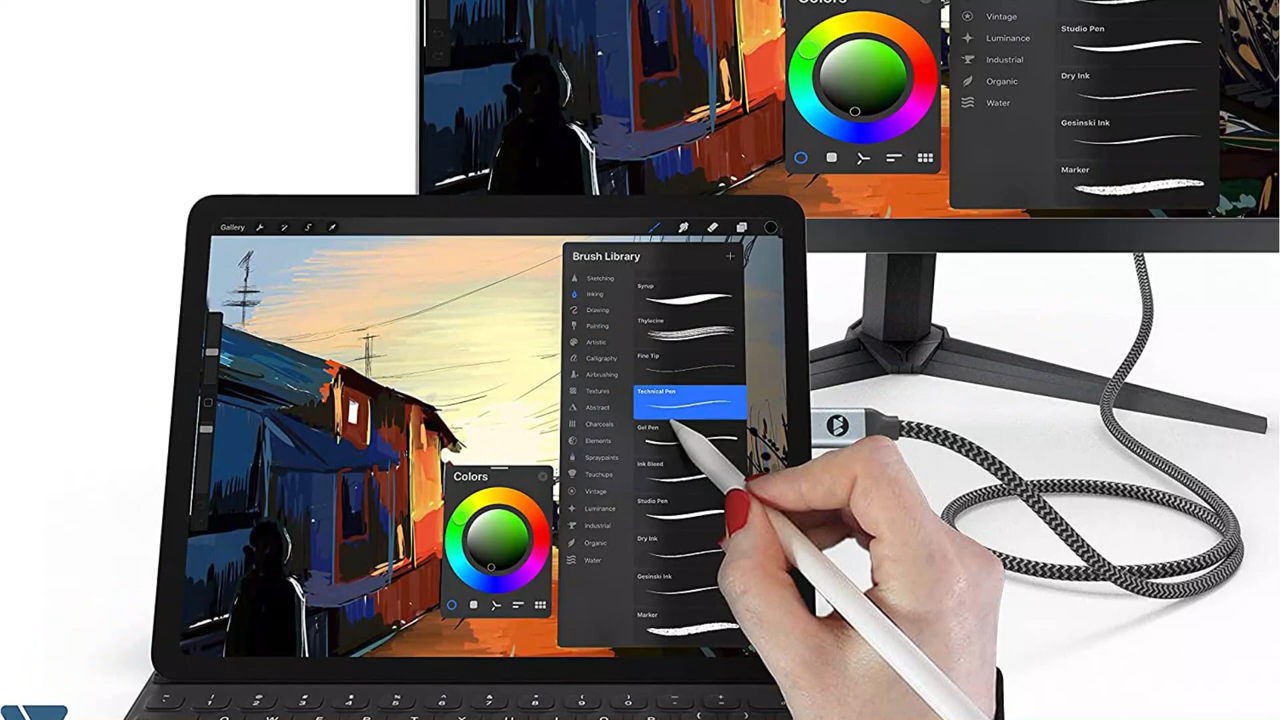 Colors
Vintage
Luminance
Industrial
Organic
Water
Studio Pen
Dry Ink
Gesinski Ink
Marker
Gallery
Brush Library
+
Sketching
Inking
Drawing
Painting
Artistic
Calligraphy
Airbrushing
Textures
Abstract
Charcoals
Elements
Spraypaints
Touchups
Vintage
Luminance
Industrial
Organic
Water
Syrup
Thylacine
Fine Tip
Technical Pen
Gel Pen
Ink Bleed
Studio Pen
Dry Ink
Gesinski Ink
Marker
Colors